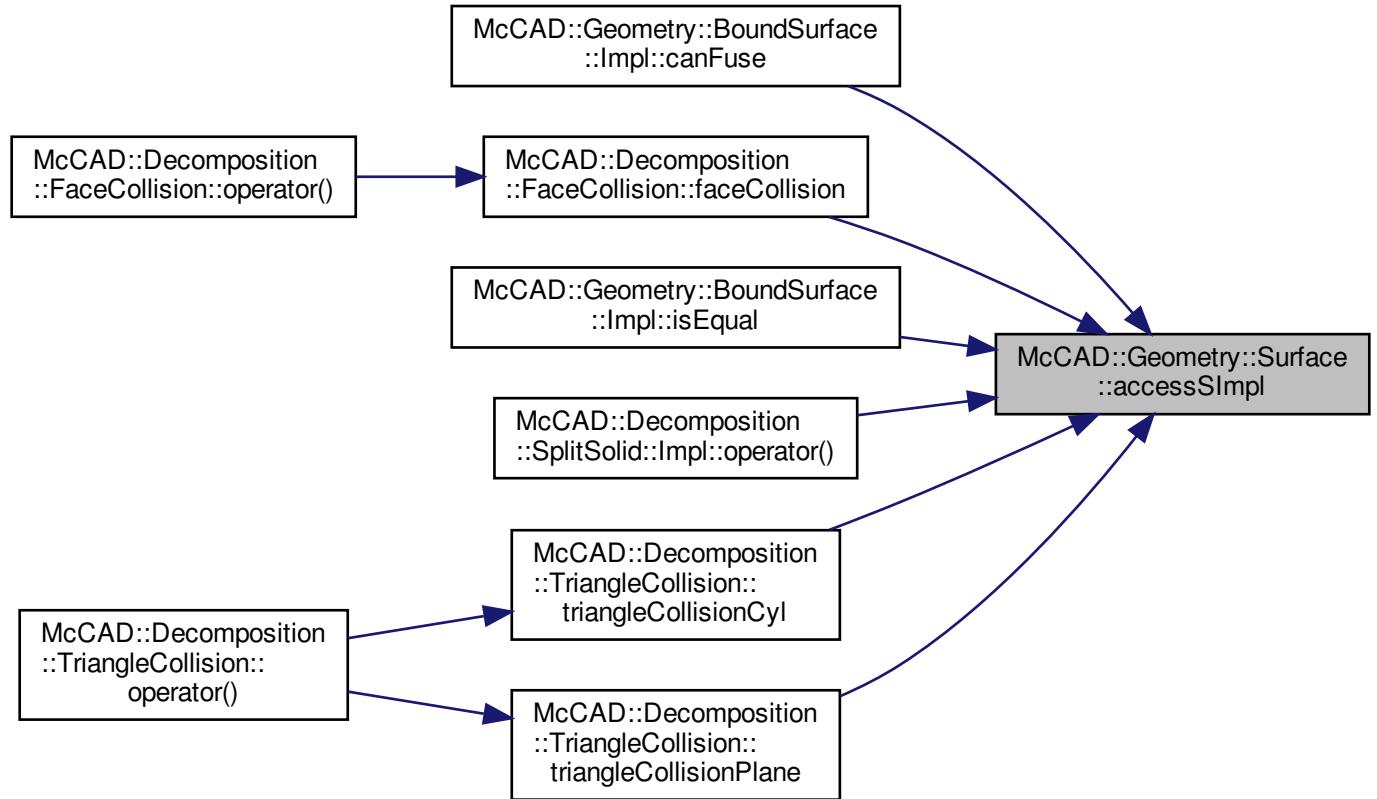 McCAD::Geometry::BoundSurface
::Impl::canFuse
McCAD::Decomposition
::FaceCollision::operator()
McCAD::Decomposition
::FaceCollision::faceCollision
McCAD::Geometry::BoundSurface
::Impl::isEqual
McCAD::Geometry::Surface
::accessSImpl
McCAD::Decomposition
::SplitSolid::Impl::operator()
McCAD::Decomposition
::TriangleCollision::
triangleCollisionCyl
McCAD::Decomposition
::TriangleCollision::
operator()
McCAD::Decomposition
::TriangleCollision::
triangleCollisionPlane